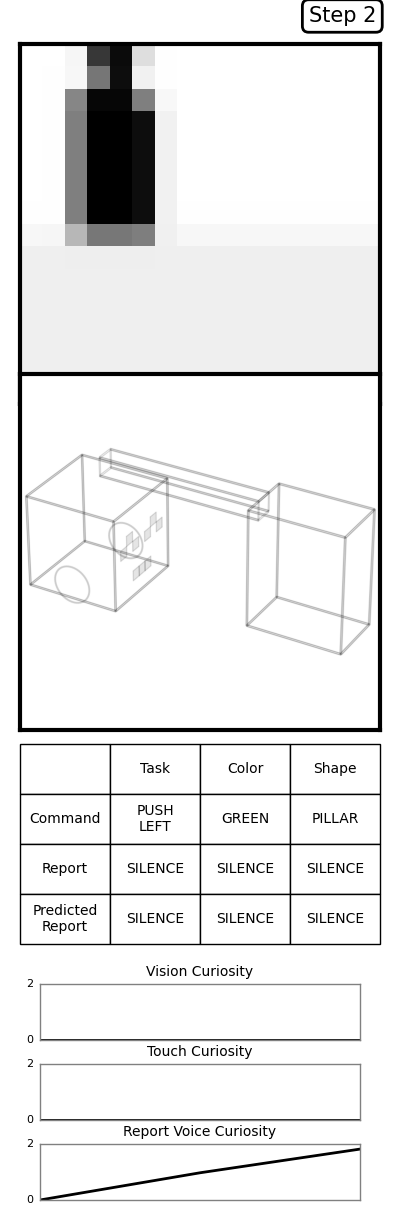 Step 2
Task Color Shape
Command PUSH LEFT GREEN PILLAR
Report SILENCE SILENCE SILENCE
Predicted Report SILENCE SILENCE SILENCE
Vision Curiosity
2
0
Touch Curiosity
2
0
Report Voice Curiosity
2
0